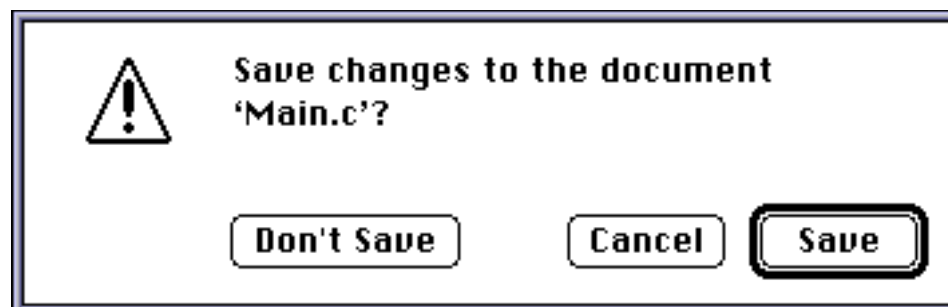 Save changes to the document
‘Main.c’?
Don't Save
Cancel
Save